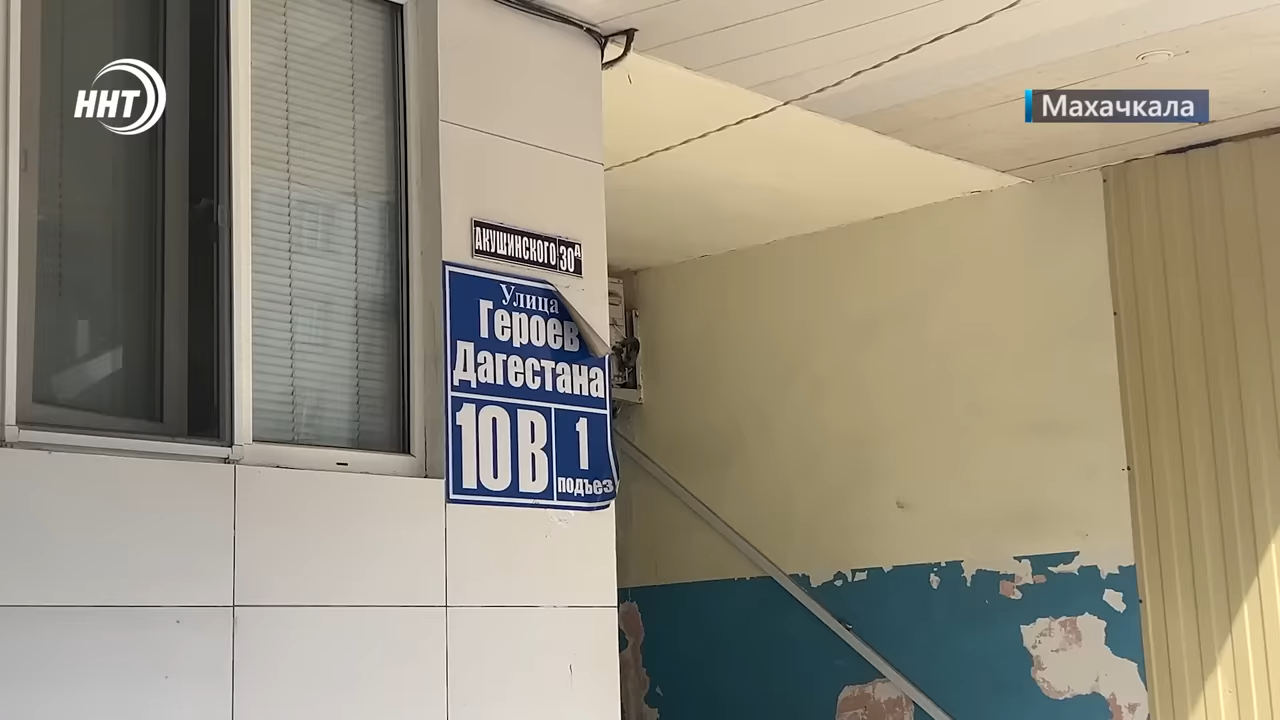 ННТ
Махачкала
АКУШИНСКОГО 30А
Улица
Героев
Дагестана
10В
1
подъез